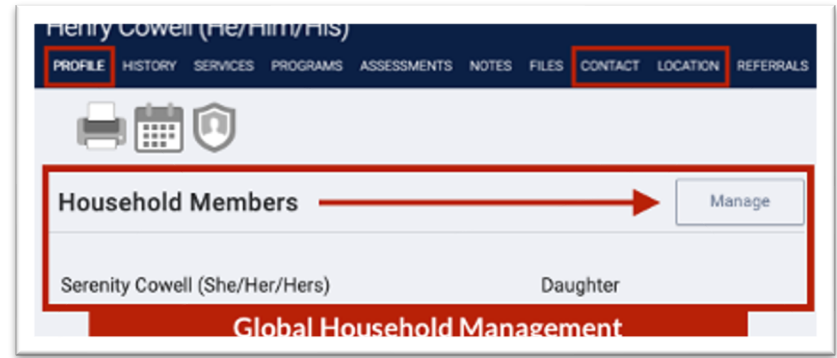 Henry Cowell (He/Him/His)
PROFILE HISTORY SERVICES PROGRAMS ASSESSMENTS NOTES FILES CONTACT LOCATION REFERRALS
Household Members Manage
Serenity Cowell (She/Her/Hers) Daughter
Global Household Management